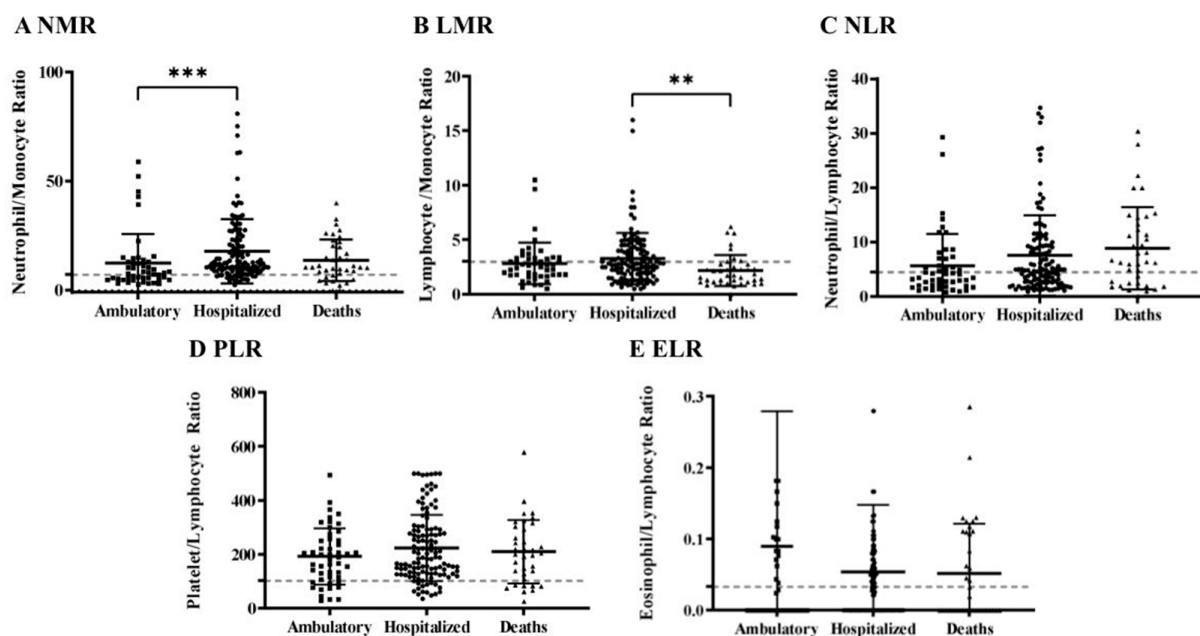 A NMR
Neutrophil/Monocyte Ratio
100
50
0
***
Ambulatory Hospitalized Deaths
B LMR
Lymphocyte/Monocyte Ratio
20
15
10
5
0
**
Ambulatory Hospitalized Deaths
C NLR
Neutrophil/Lymphocyte Ratio
40
30
20
10
0
Ambulatory Hospitalized Deaths
D PLR
Platelet/Lymphocyte Ratio
800
600
400
200
0
Ambulatory Hospitalized Deaths
E ELR
Eosinophil/Lymphocyte Ratio
0.3
0.2
0.1
0.0
Ambulatory Hospitalized Deaths